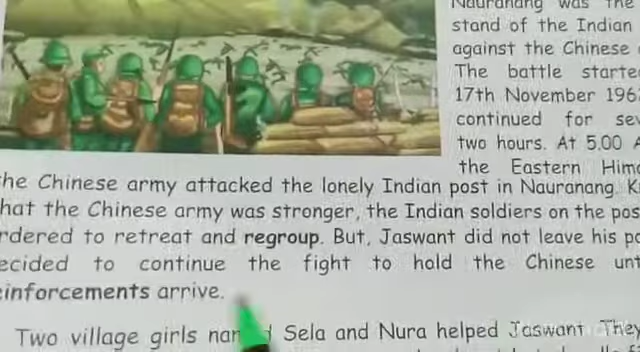 Nauranang was the
stand of the Indian
against the Chinese
The battle starte
17th November 196
continued for sev
two hours. At 5.00 A
the Eastern Him
he Chinese army attacked the lonely Indian post in Nauranang. K
hat the Chinese army was stronger, the Indian soldiers on the pos
rdered to retreat and regroup. But, Jaswant did not leave his po
ecided to continue the fight to hold the Chinese unt
einforcements arrive.
Two village girls nam d Sela and Nura helped Jaswant. They